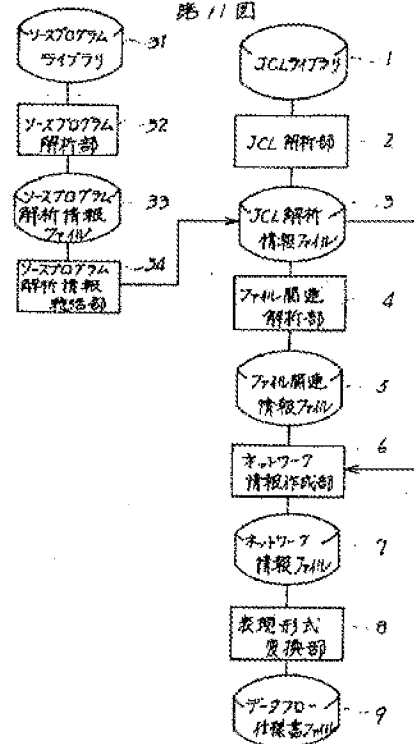 第11図
ソースプログラム
ライブラリ
31
ソースプログラム
解析部
32
ソースプログラム
解析情報
ファイル
33
ソースプログラム
解析情報
34
JCLライブラリ
1
JCL解析部
2
JCL解析
情報ファイル
3
ファイル関連
解析部
4
ファイル関連
情報ファイル
5
ネットワーク
情報作成部
6
ネットワーク
情報ファイル
7
表現形式
変換部
8
データフロー
仕様書ファイル
9